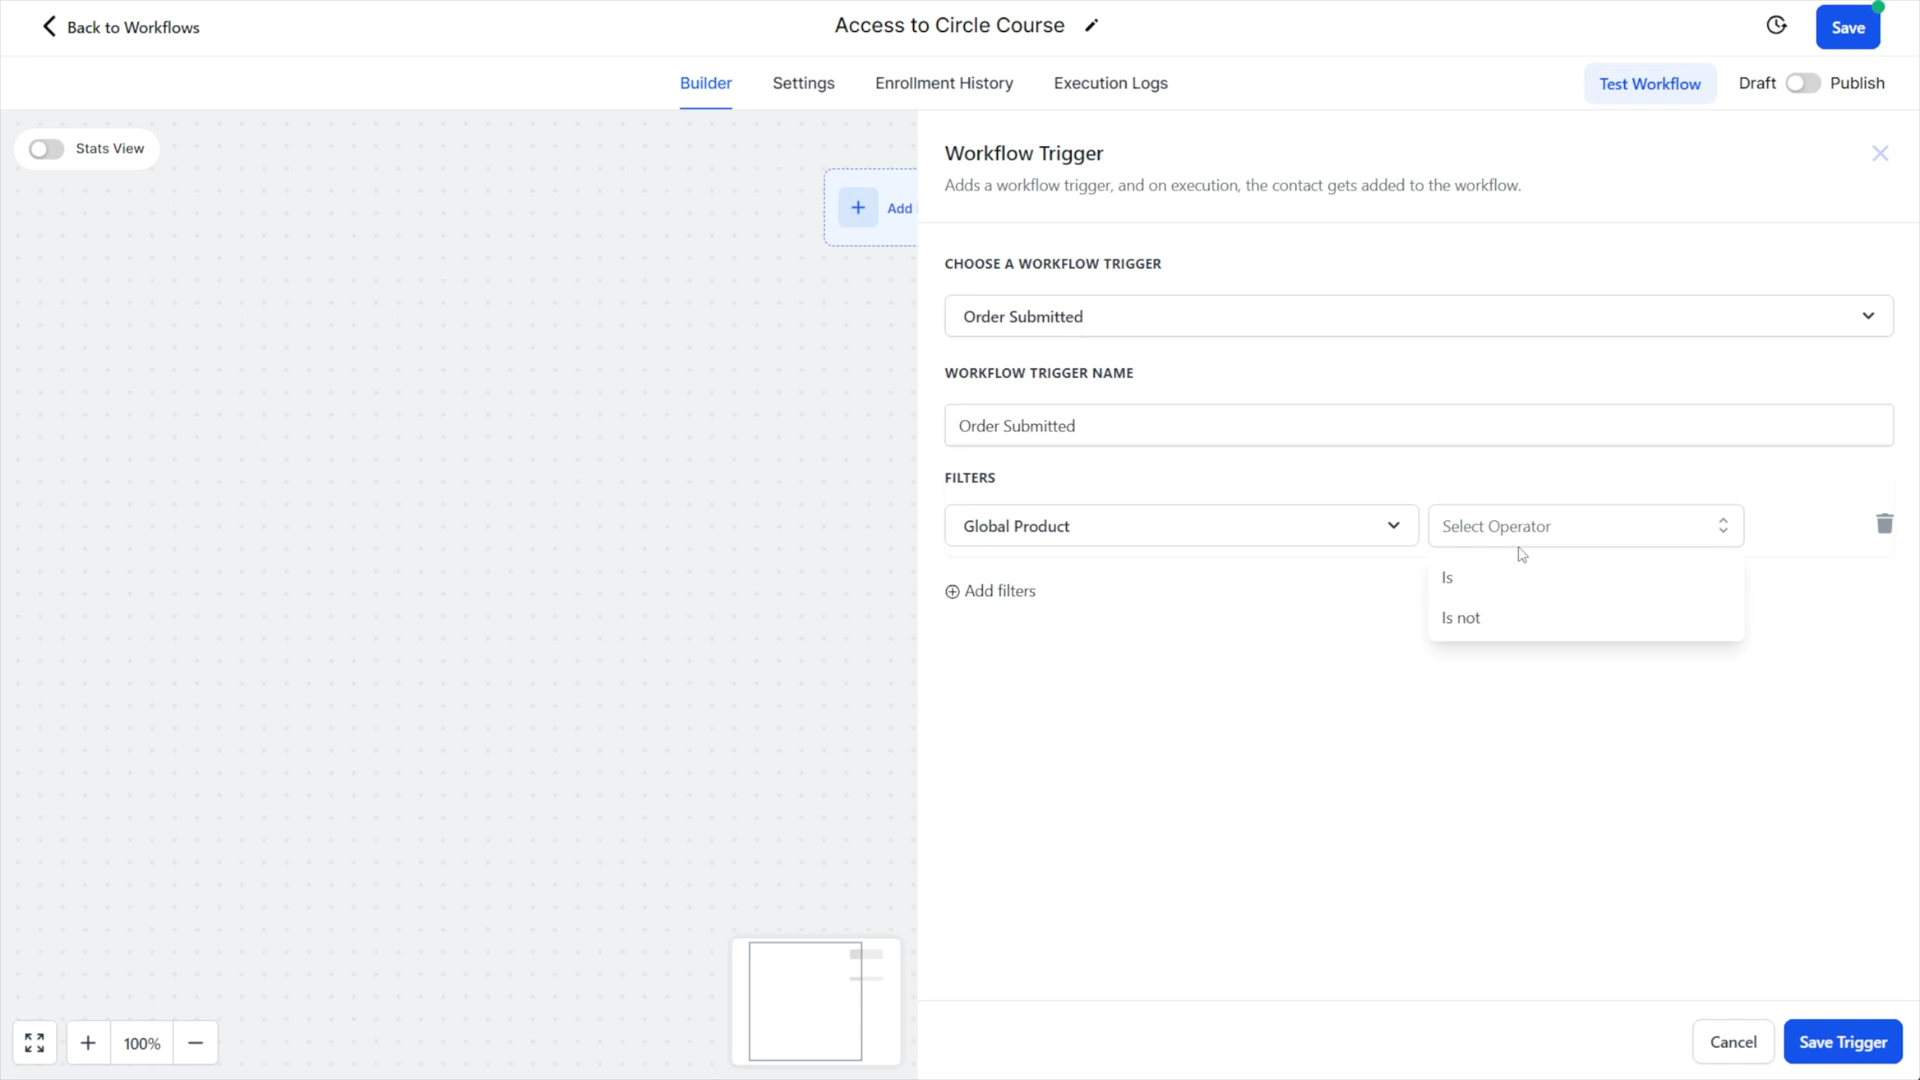 Back to Workflows
Access to Circle Course
Save
Builder
Settings
Enrollment History
Execution Logs
Test Workflow
Draft
Publish
Stats View
Add
Workflow Trigger
Adds a workflow trigger, and on execution, the contact gets added to the workflow.
CHOOSE A WORKFLOW TRIGGER
Order Submitted
WORKFLOW TRIGGER NAME
Order Submitted
FILTERS
Global Product
Select Operator
Is
Is not
Add filters
100%
Cancel
Save Trigger